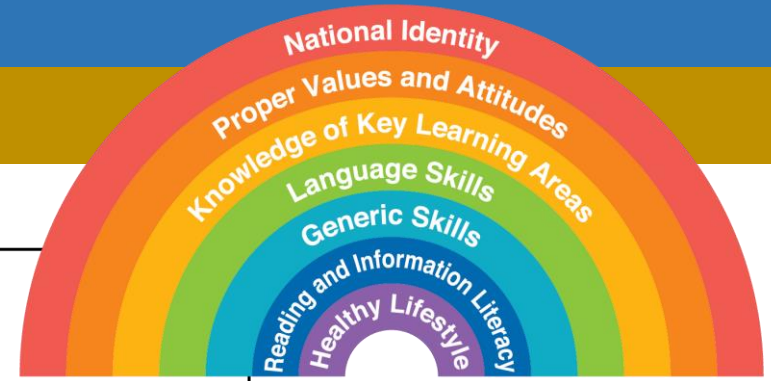 National Identity
Proper Values and Attitudes
Knowledge of Key Learning Areas
Language Skills
Generic Skills
Reading and Information Literacy
Healthy Lifestyle